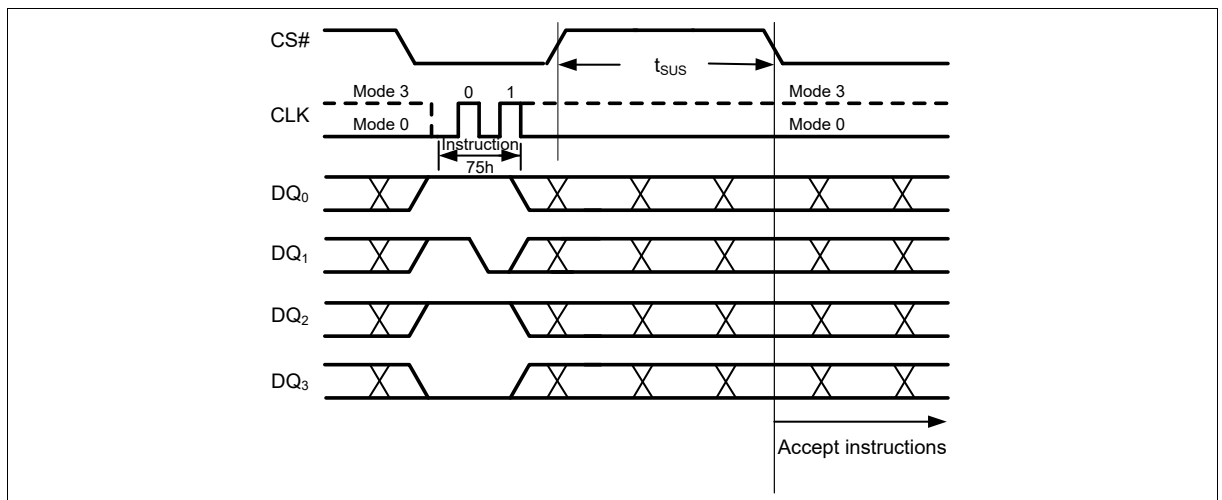 CS#
tSUS
Mode 3 0 1 Mode 3
CLK
Mode 0 Mode 0
Instruction
75h
DQ0
DQ1
DQ2
DQ3
Accept instructions